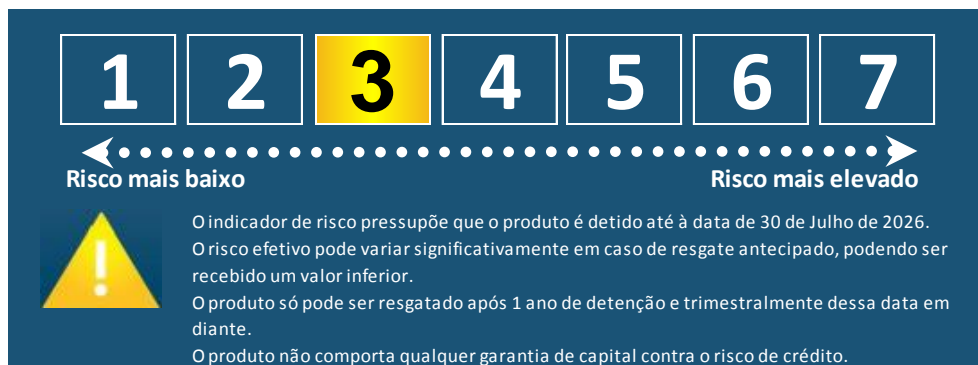 1 2 3 4 5 6 7
Risco mais baixo Risco mais elevado
O indicador de risco pressupõe que o produto é detido até à data de 30 de Julho de 2026.
O risco efetivo pode variar significativamente em caso de resgate antecipado, podendo ser
recebido um valor inferior.
O produto só pode ser resgatado após 1 ano de detenção e trimestralmente dessa data em
diante.
O produto não comporta qualquer garantia de capital contra o risco de crédito.